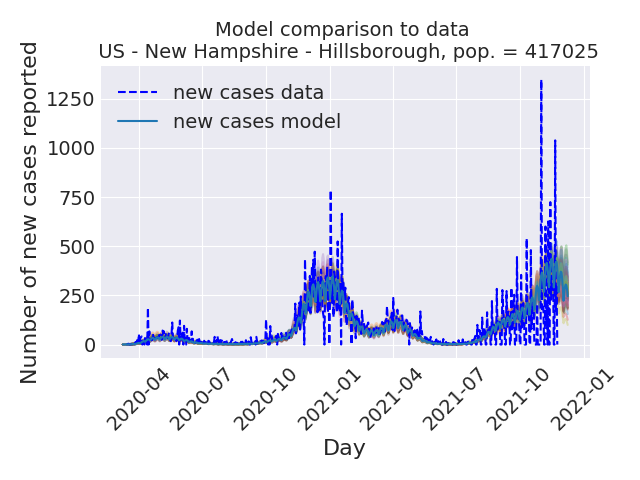 Model comparison to data
US - New Hampshire - Hillsborough, pop. = 417025
Number of new cases reported
new cases data
new cases model
1250
1000
750
500
250
0
2020-04
2020-07
2020-10
2021-01
2021-04
2021-07
2021-10
2022-01
Day